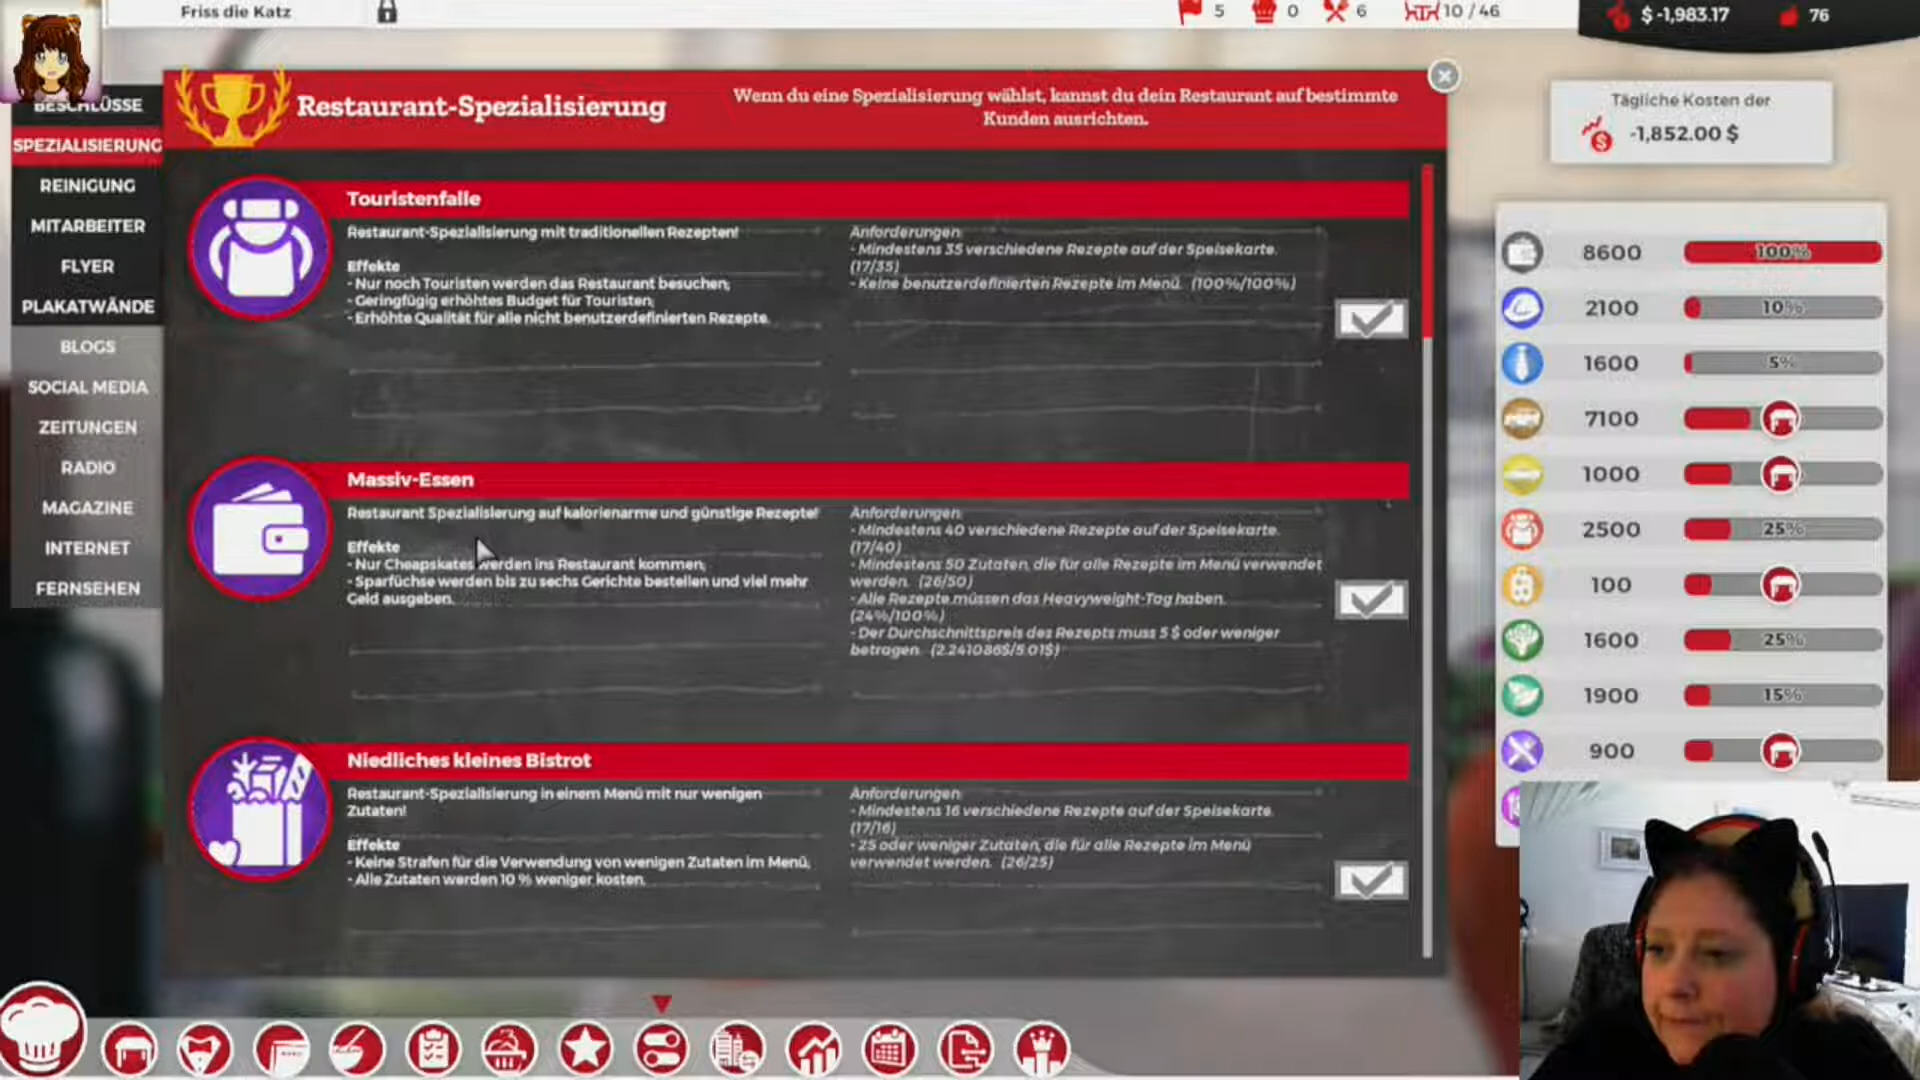 Friss die Katz
5
0
6
10 / 46
$ -1,983.17
76
BESCHLÜSSE
SPEZIALISIERUNG
REINIGUNG
MITARBEITER
FLYER
PLAKATWÄNDE
BLOGS
SOCIAL MEDIA
ZEITUNGEN
RADIO
MAGAZINE
INTERNET
FERNSEHEN
Restaurant-Spezialisierung
Wenn du eine Spezialisierung wählst, kannst du dein Restaurant auf bestimmte
Kunden ausrichten.
Touristenfalle
Restaurant-Spezialisierung mit traditionellen Rezepten!
Effekte
- Nur noch Touristen werden das Restaurant besuchen,
- Geringfügig erhöhtes Budget für Touristen,
- Erhöhte Qualität für alle nicht benutzerdefinierten Rezepte.
Anforderungen
- Mindestens 35 verschiedene Rezepte auf der Speisekarte.
(17/35)
- Keine benutzerdefinierten Rezepte im Menü. (100%/100%)
Massiv-Essen
Restaurant Spezialisierung auf kalorienarme und günstige Rezepte!
Effekte
- Nur Cheapskates werden ins Restaurant kommen,
- Sparfüchse werden bis zu sechs Gerichte bestellen und viel mehr
Geld ausgeben.
Anforderungen
- Mindestens 40 verschiedene Rezepte auf der Speisekarte.
(17/40)
- Mindestens 50 Zutaten, die für alle Rezepte im Menü verwendet
werden. (26/50)
- Alle Rezepte müssen das Heavyweight-Tag haben.
(24%/100%)
- Der Durchschnittspreis des Rezepts muss 5 $ oder weniger
betragen. (2.241086$/5.01$)
Niedliches kleines Bistrot
Restaurant-Spezialisierung in einem Menü mit nur wenigen
Zutaten!
Effekte
- Keine Strafen für die Verwendung von wenigen Zutaten im Menü,
- Alle Zutaten werden 10 % weniger kosten.
Anforderungen
- Mindestens 16 verschiedene Rezepte auf der Speisekarte.
(17/16)
- 25 oder weniger Zutaten, die für alle Rezepte im Menü
verwendet werden. (26/25)
Tägliche Kosten der
-1,852.00 $
8600 100%
2100 10%
1600 5%
7100
1000
2500 25%
100
1600 25%
1900 15%
900